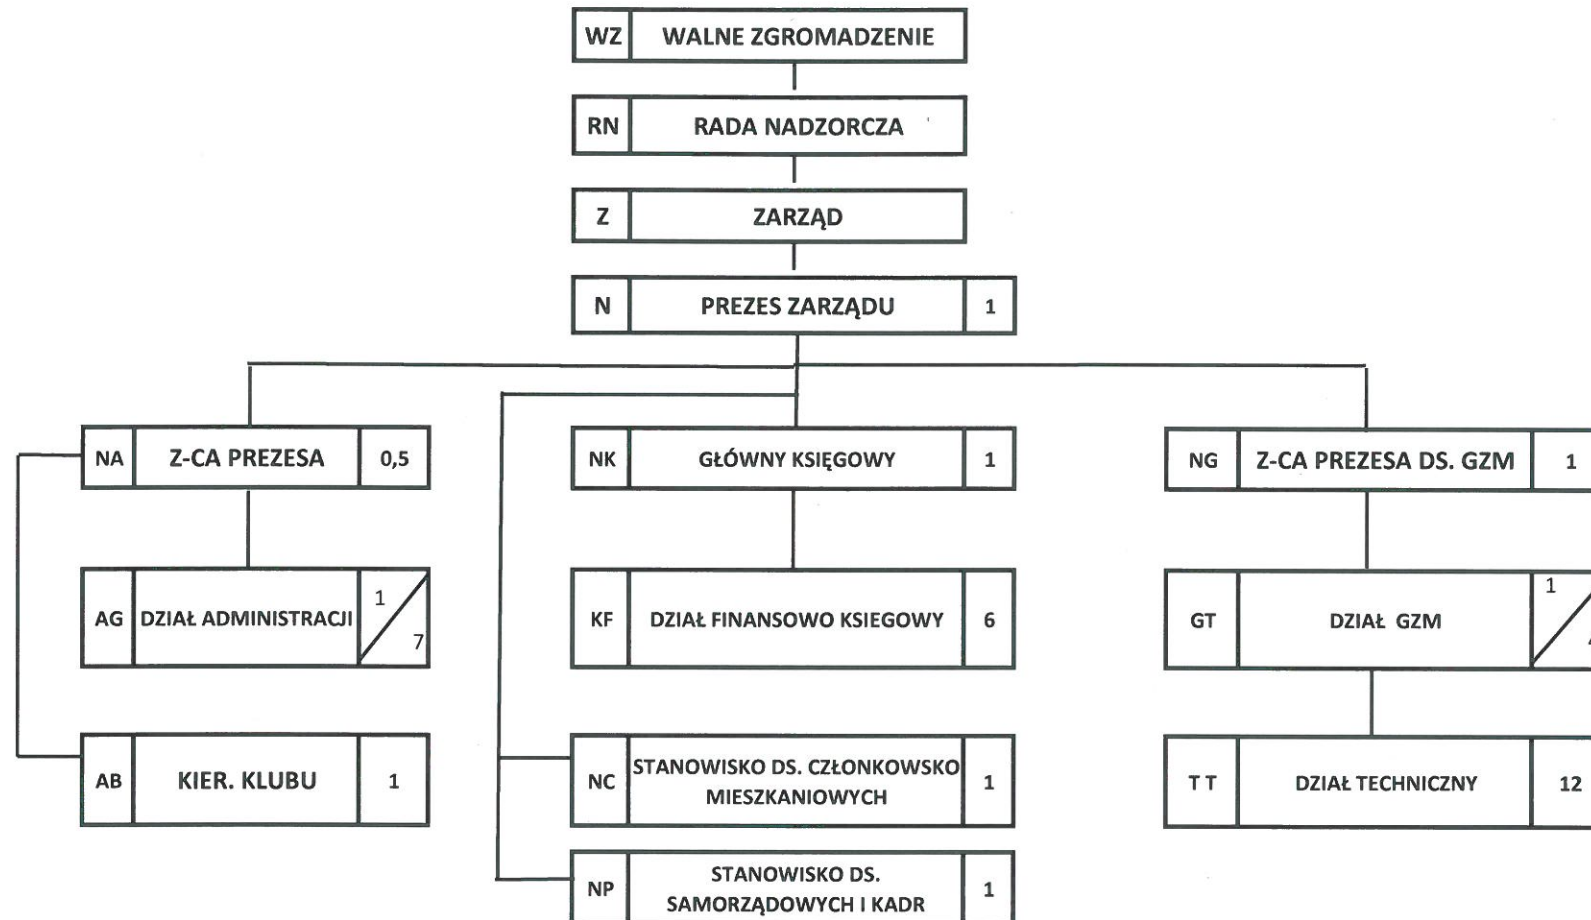 WZ WALNE ZGROMADZENIE
RN RADA NADZORCZA
Z ZARZĄD
N PREZES ZARZĄDU 1
NA Z-CA PREZESA 0,5
NK GŁÓWNY KSIĘGOWY 1
NG Z-CA PREZESA DS. GZM 1
AG DZIAŁ ADMINISTRACJI 1 7
KF DZIAŁ FINANSOWO KSIEGOWY 6
GT DZIAŁ GZM 1
AB KIER. KLUBU 1
NC STANOWISKO DS. CZŁONKOWSKO
MIESZKANIOWYCH 1
T T DZIAŁ TECHNICZNY 12
NP STANOWISKO DS.
SAMORZĄDOWYCH I KADR 1